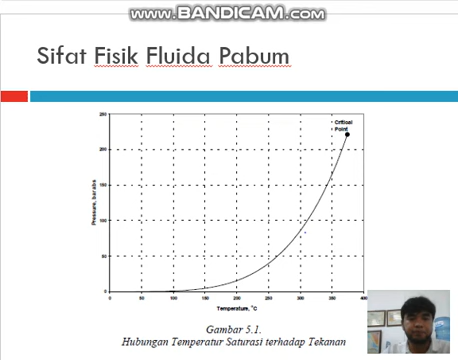 www.BANDICAM.com
Sifat Fisik Fluida Pabum
250
200
150
100
50
0
Pressure, bar abs
Critical
Point
0 50 100 150 200 250 300 350 400
Temperature, °C
Gambar 5.1.
Hubungan Temperatur Saturasi terhadap Tekanan